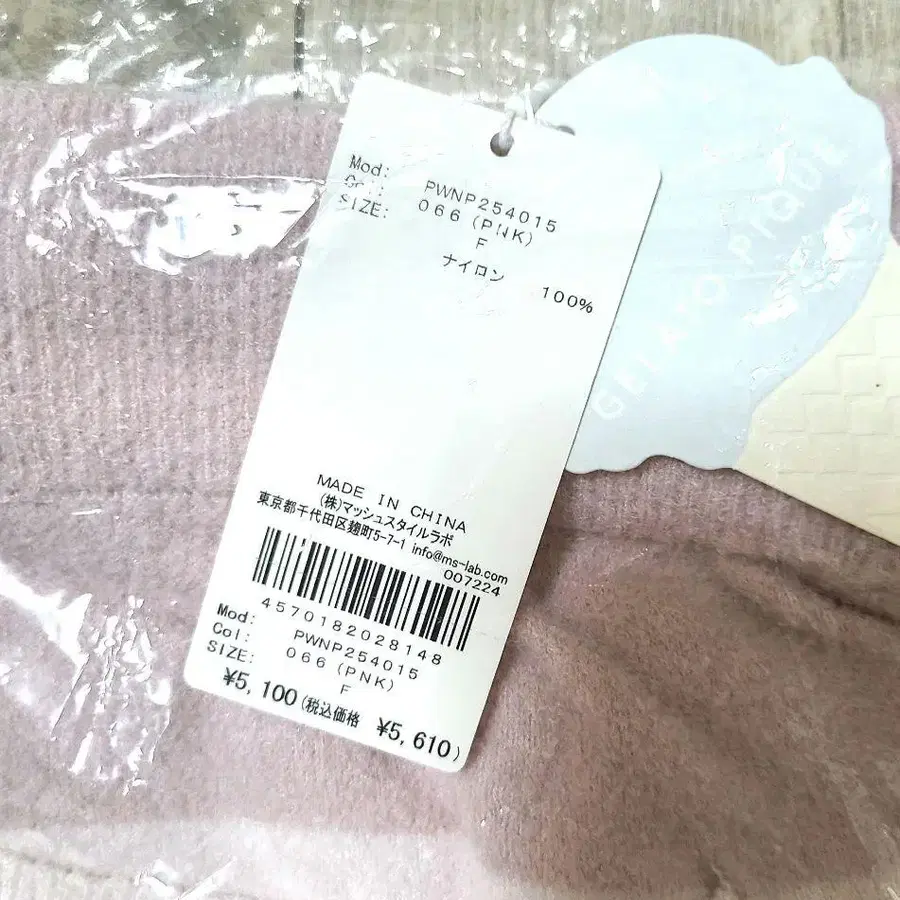 Mod: PWNP254015
Col: 066 (PNK)
SIZE: F
ナイロン 100%
MADE IN CHINA
(株)マッシュスタイルラボ
東京都千代田区麹町5-7-1 info@ms-lab.com
007224
4570182028148
Mod: PWNP254015
Col: 066 (PNK)
SIZE: F
¥5,100 (税込価格 ¥5,610)
GELATO PIQUE